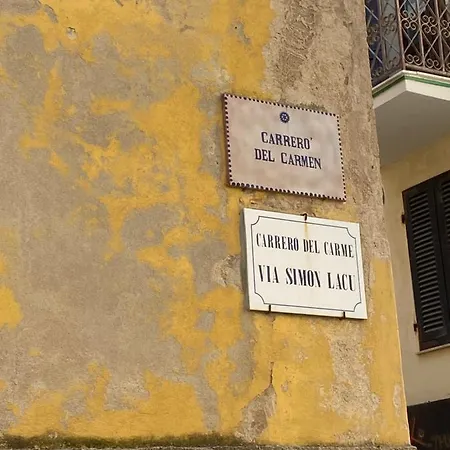 CARRERO'
DEL CARMEN
CARRERO DEL CARME
VIA SIMON LACU'